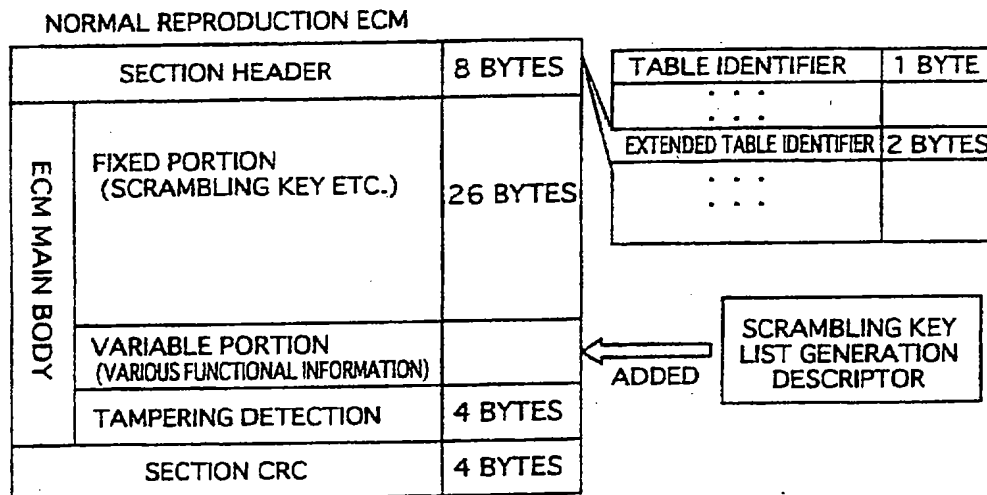 NORMAL REPRODUCTION ECM
SECTION HEADER 8 BYTES
TABLE IDENTIFIER 1 BYTE
. . .
. . .
EXTENDED TABLE IDENTIFIER 2 BYTES
. . .
. . .
ECM MAIN BODY
FIXED PORTION
(SCRAMBLING KEY ETC.)
26 BYTES
VARIABLE PORTION
(VARIOUS FUNCTIONAL INFORMATION)
ADDED
SCRAMBLING KEY
LIST GENERATION
DESCRIPTOR
TAMPERING DETECTION 4 BYTES
SECTION CRC 4 BYTES